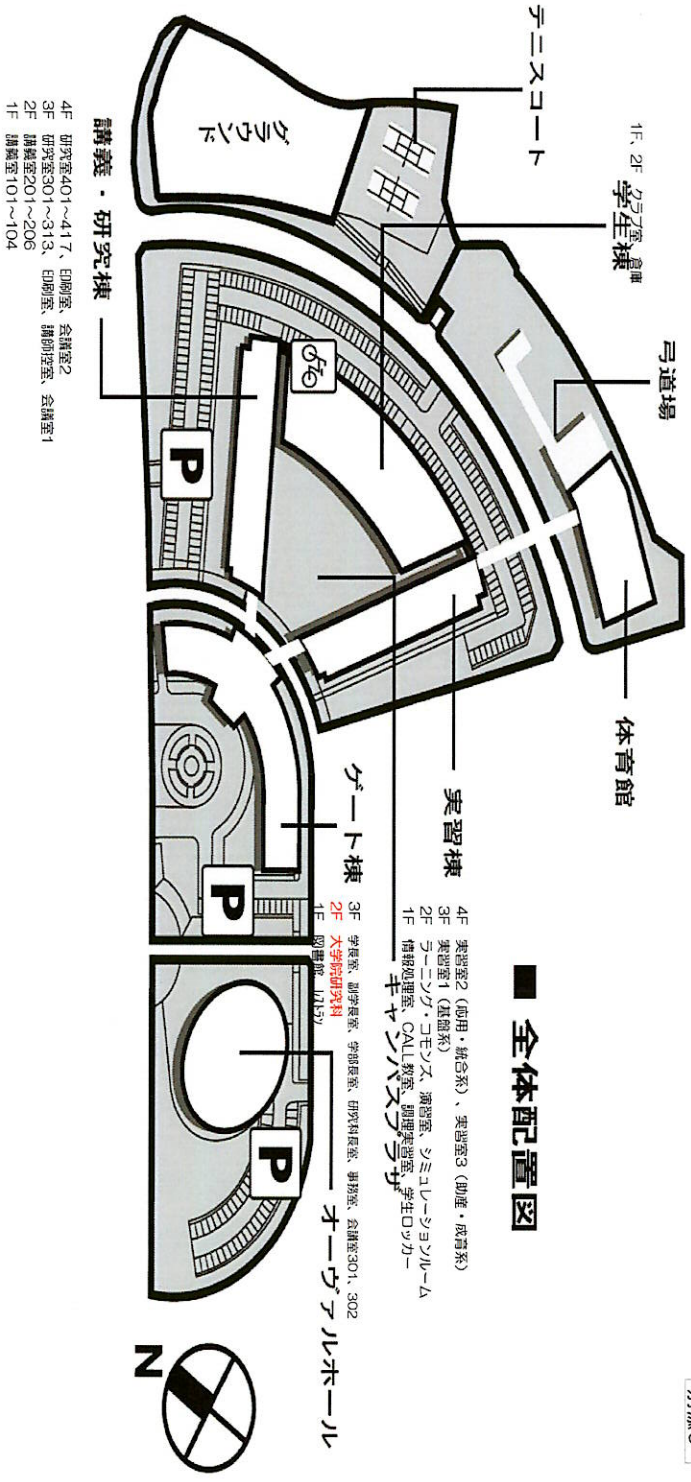 ■ 全体配置図
テニスコート
グラウンド
1F、2F クラブ室、倉庫
学生棟
弓道場
体育館
実習棟
4F 実習室2（応用・統合系）、実習室3（助産・成育系）
3F 実習室1（基盤系）
2F ラーニング・コモンズ、演習室、シミュレーションルーム
1F 情報処理室、CALL教室、調理実習室、学生ロッカー
キャンパスプラザ
ゲート棟
3F 学長室、副学長室、学部長室、研究科長室、事務室、会議室301、302
2F 大学院研究科
1F 図書館、レストラン
オーヴァルホール
講義・研究棟
4F 研究室401～417、印刷室、会議室2
3F 研究室301～313、印刷室、講師控室、会議室1
2F 講義室201～206
1F 講義室101～104
P
P
P
N